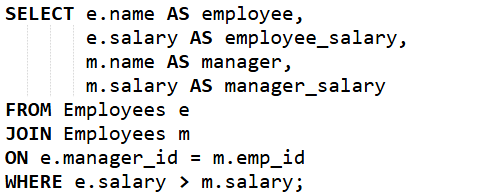 SELECT e.name AS employee,
       e.salary AS employee_salary,
       m.name AS manager,
       m.salary AS manager_salary
FROM Employees e
JOIN Employees m
ON e.manager_id = m.emp_id
WHERE e.salary > m.salary;